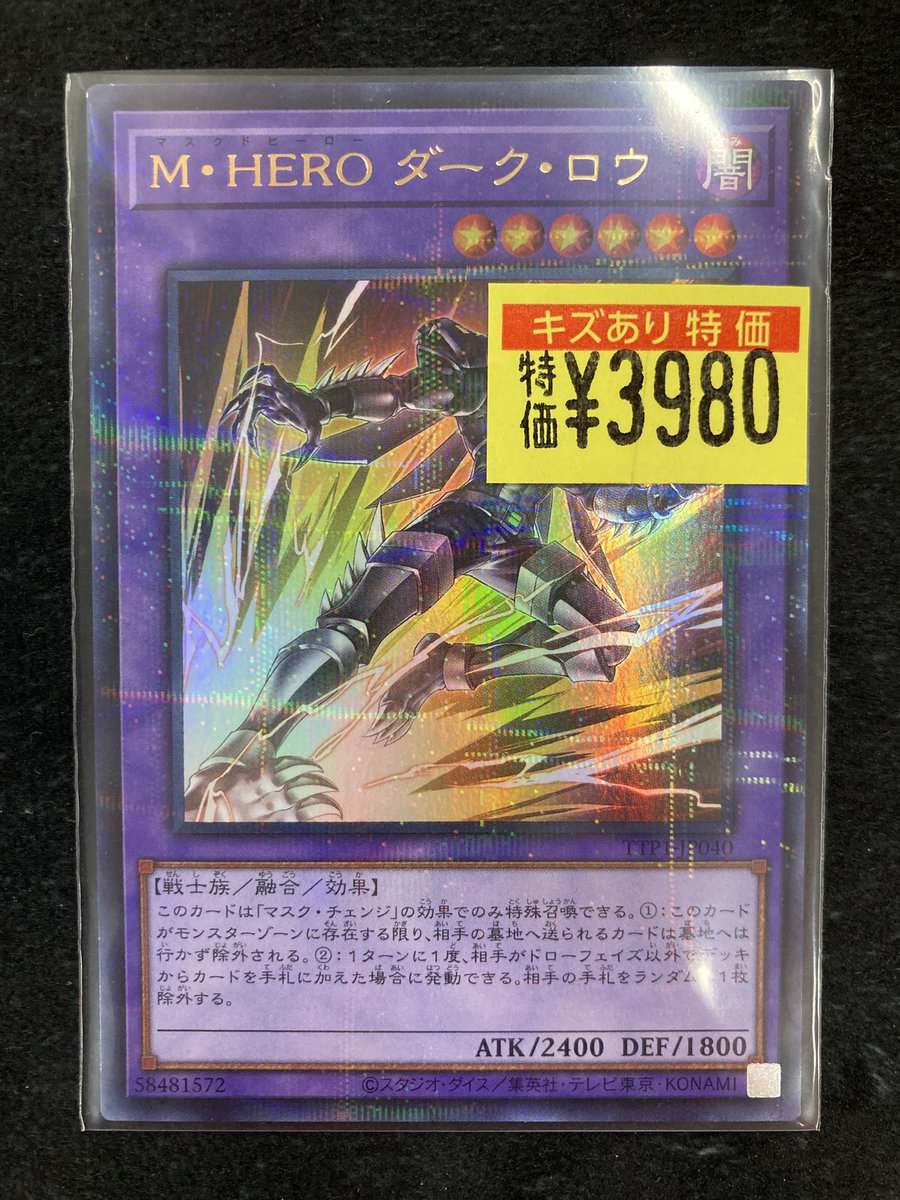 マスクドヒーロー
M・HERO ダーク・ロウ
闇
キズあり特価
特価¥3980
TTP1-JP040
【戦士族／融合／効果】
このカードは「マスク・チェンジ」の効果でのみ特殊召喚できる。①：このカード
がモンスターゾーンに存在する限り、相手の墓地へ送られるカードは墓地へは
行かず除外される。②：１ターンに１度、相手がドローフェイズ以外でデッキ
からカードを手札に加えた場合に発動できる。相手の手札をランダムに１枚
除外する。
ATK/2400 DEF/1800
58481572
©スタジオ・ダイス／集英社・テレビ東京・KONAMI